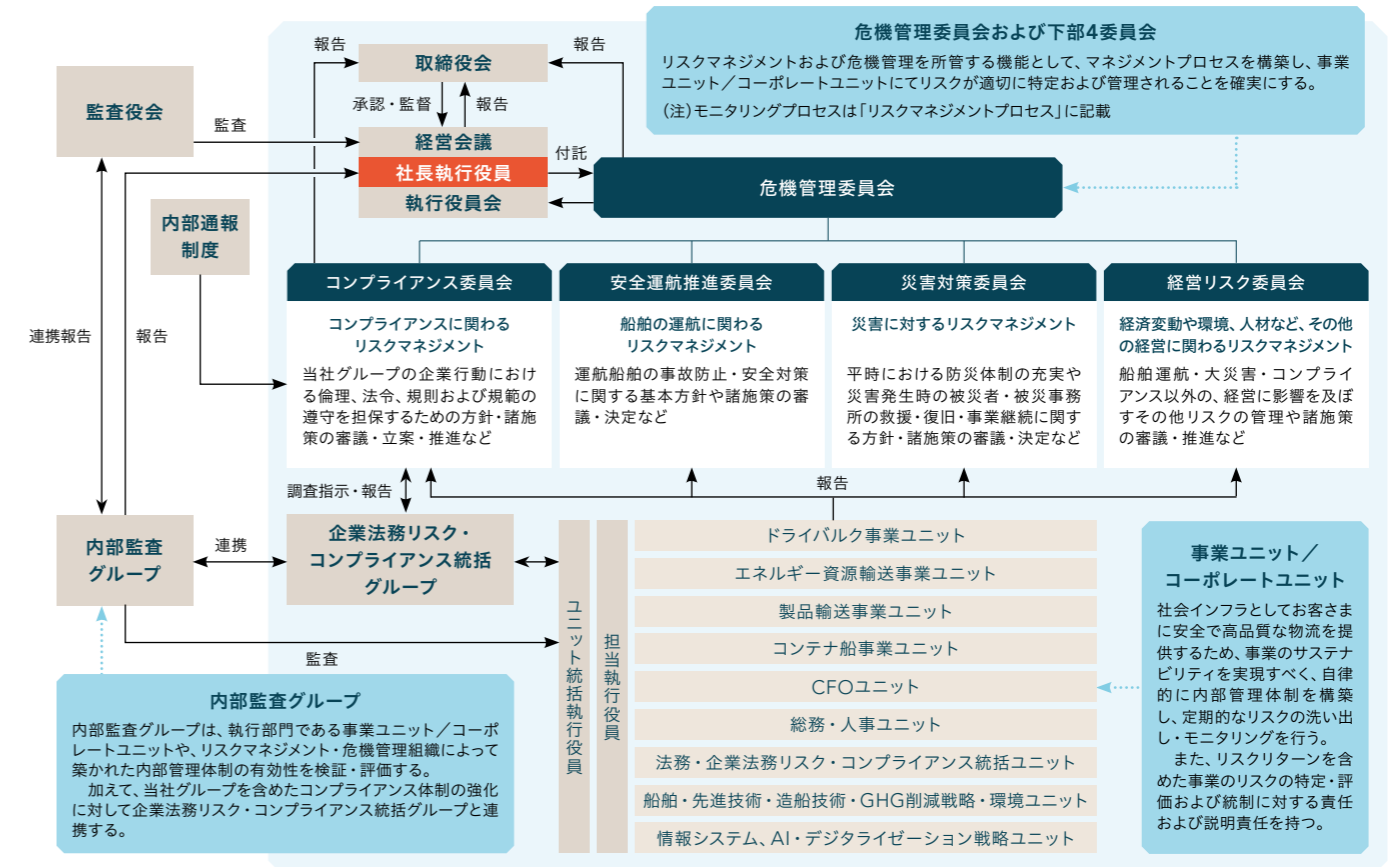 危機管理委員会および下部4委員会
リスクマネジメントおよび危機管理を所管する機能として、マネジメントプロセスを構築し、事業
ユニット／コーポレートユニットにてリスクが適切に特定および管理されることを確実にする。
（注）モニタリングプロセスは「リスクマネジメントプロセス」に記載
報告
報告
取締役会
承認・監督
報告
監査役会
監査
経営会議
社長執行役員
執行役員会
付託
危機管理委員会
内部通報
制度
連携報告
報告
コンプライアンス委員会
コンプライアンスに関わる
リスクマネジメント
当社グループの企業行動におけ
る倫理、法令、規則および規範の
遵守を担保するための方針・諸施
策の審議・立案・推進など
安全運航推進委員会
船舶の運航に関わる
リスクマネジメント
運航船舶の事故防止・安全対策
に関する基本方針や諸施策の審
議・決定など
災害対策委員会
災害に対するリスクマネジメント
平時における防災体制の充実や
災害発生時の被災者・被災事務
所の救援・復旧・事業継続に関す
る方針・諸施策の審議・決定など
経営リスク委員会
経済変動や環境、人材など、その他
の経営に関わるリスクマネジメント
船舶運航・大災害・コンプライ
アンス以外の、経営に影響を及ぼ
すその他リスクの管理や諸施策
の審議・推進など
調査指示・報告
報告
内部監査
グループ
連携
企業法務リスク・
コンプライアンス統括
グループ
監査
ユニット統括執行役員
担当執行役員
ドライバルク事業ユニット
エネルギー資源輸送事業ユニット
製品輸送事業ユニット
コンテナ船事業ユニット
CFOユニット
総務・人事ユニット
法務・企業法務リスク・コンプライアンス統括ユニット
船舶・先進技術・造船技術・GHG削減戦略・環境ユニット
情報システム、AI・デジタライゼーション戦略ユニット
事業ユニット／
コーポレートユニット
社会インフラとしてお客さま
に安全で高品質な物流を提
供するため、事業のサステナ
ビリティを実現すべく、自律
的に内部管理体制を構築
し、定期的なリスクの洗い出
し・モニタリングを行う。
　また、リスクリターンを含
めた事業のリスクの特定・評
価および統制に対する責任
および説明責任を持つ。
内部監査グループ
内部監査グループは、執行部門である事業ユニット／コーポ
レートユニットや、リスクマネジメント・危機管理組織によって
築かれた内部管理体制の有効性を検証・評価する。
　加えて、当社グループを含めたコンプライアンス体制の強化
に対して企業法務リスク・コンプライアンス統括グループと連
携する。